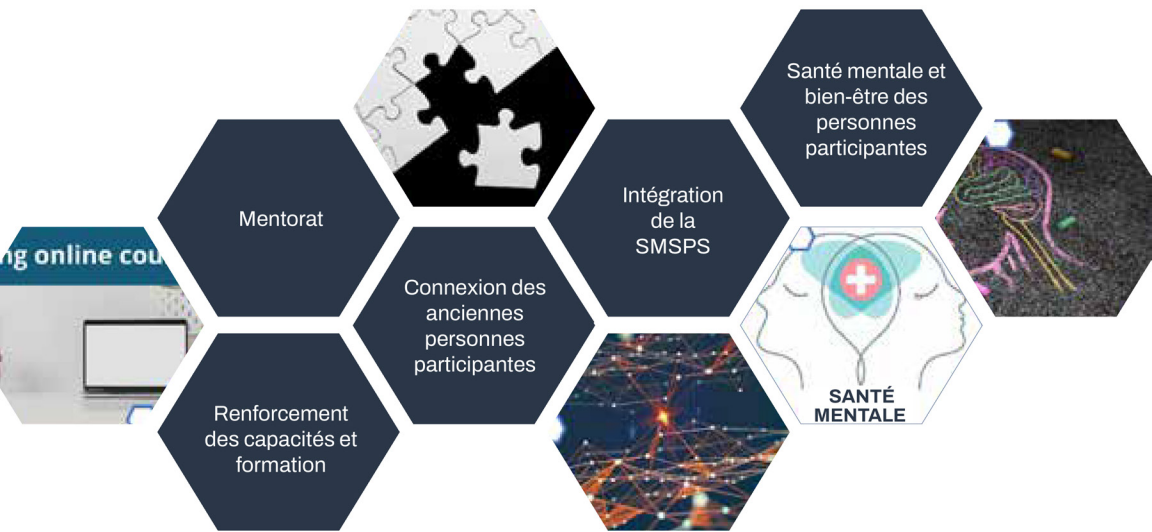 ng online cou
Mentorat
Renforcement
des capacités et
formation
Connexion des
anciennes
personnes
participantes
Intégration
de la
SMSPS
Santé mentale et
bien-être des
personnes
participantes
SANTÉ
MENTALE